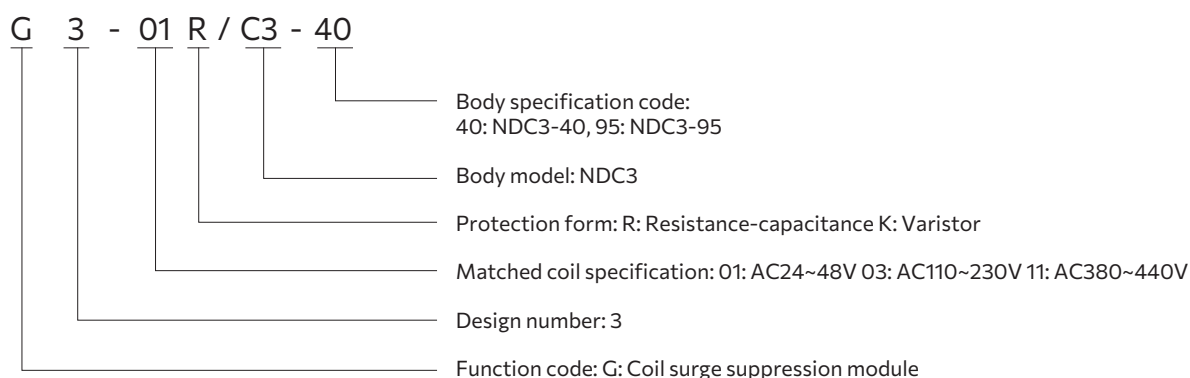 G 3 - 01 R / C3 - 40
Body specification code:
40: NDC3-40, 95: NDC3-95
Body model: NDC3
Protection form: R: Resistance-capacitance K: Varistor
Matched coil specification: 01: AC24~48V 03: AC110~230V 11: AC380~440V
Design number: 3
Function code: G: Coil surge suppression module